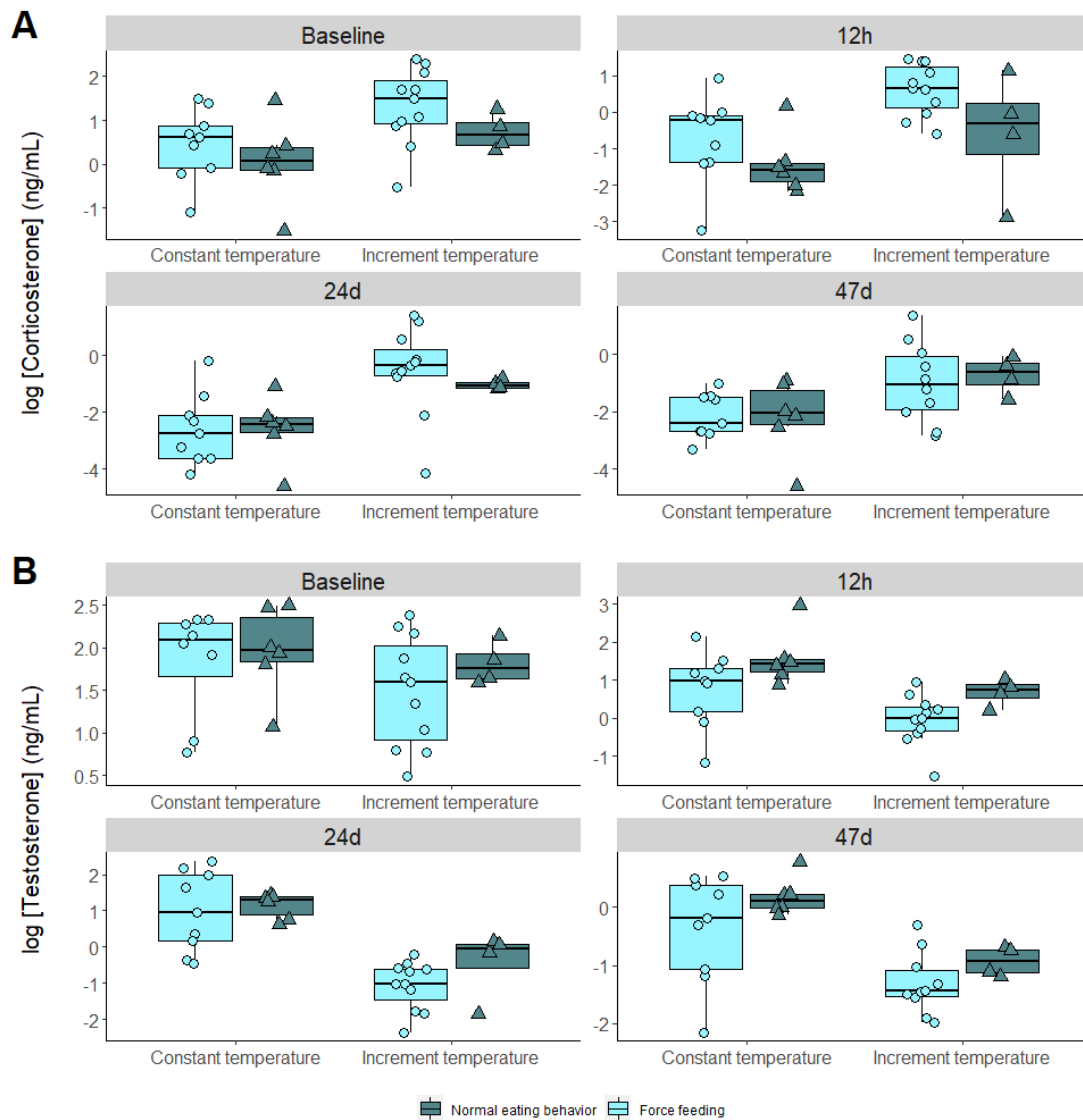 A
Baseline
12h
log [Corticosterone] (ng/mL)
2
1
0
-1
Constant temperature
Increment temperature
1
0
-1
-2
-3
Constant temperature
Increment temperature
24d
47d
0
-2
-4
Constant temperature
Increment temperature
0
-2
-4
Constant temperature
Increment temperature
B
Baseline
12h
log [Testosterone] (ng/mL)
2.5
2.0
1.5
1.0
0.5
Constant temperature
Increment temperature
3
2
1
0
-1
Constant temperature
Increment temperature
24d
47d
2
1
0
-1
-2
Constant temperature
Increment temperature
0
-1
-2
Constant temperature
Increment temperature
Normal eating behavior
Force feeding